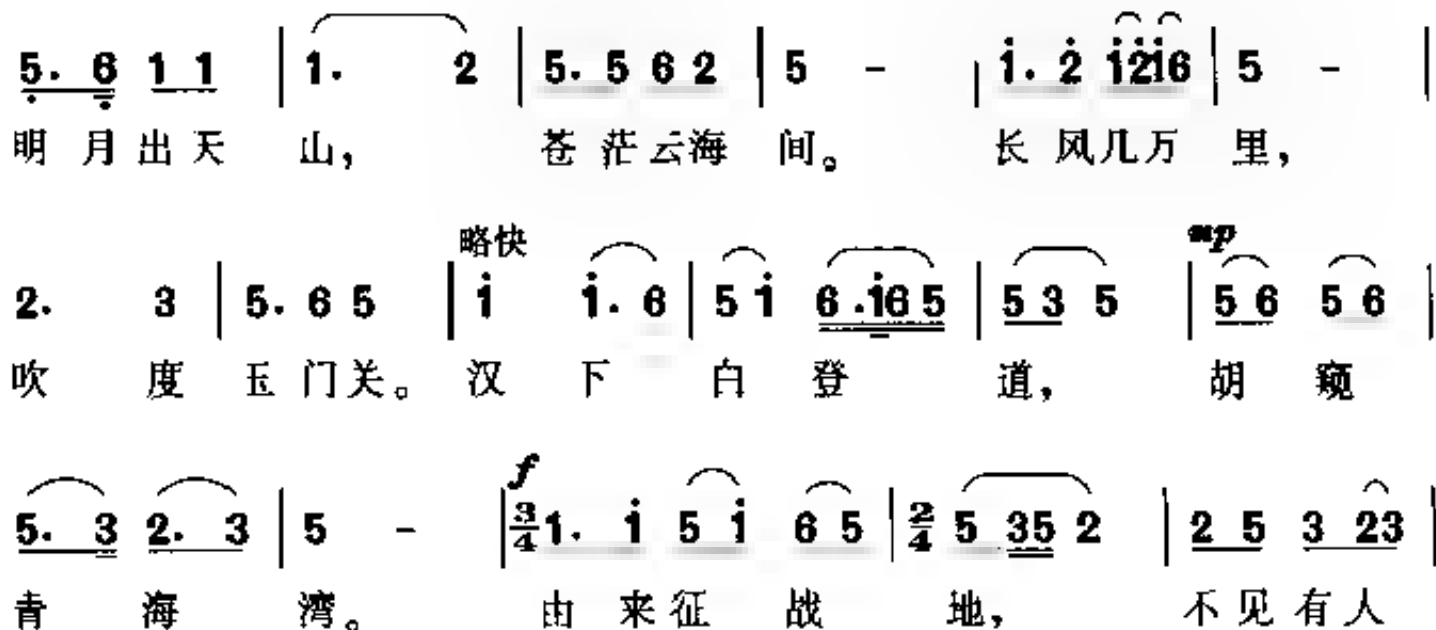 5. 6 1 1 | 1. 2 | 5. 5 6 2 | 5 - | i. 2 i2i6 | 5 - |
明月出天 山， 苍茫云海 间。 长风几万 里，
略快 mp
2. 3 | 5. 6 5 | i i. 6 | 5 i 6.i65 | 5 3 5 | 5 6 5 6 |
吹 度 玉门关。 汉 下 白 登 道， 胡 窥
f
5. 3 2. 3 | 5 - | 3/4 1. i 5 i 6 5 | 2/4 5 35 2 | 2 5 3 23 |
青 海 湾。 由来征 战 地， 不见有人